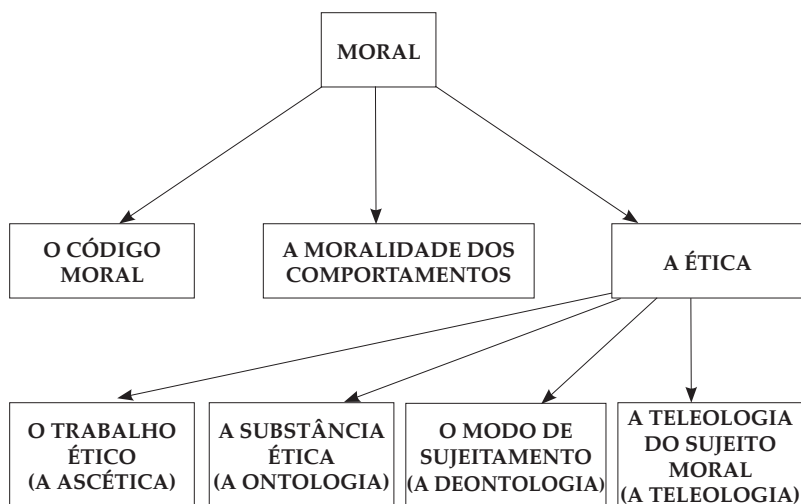 MORAL
O CÓDIGO
MORAL
A MORALIDADE DOS
COMPORTAMENTOS
A ÉTICA
O TRABALHO
ÉTICO
(A ASCÉTICA)
A SUBSTÂNCIA
ÉTICA
(A ONTOLOGIA)
O MODO DE
SUJEITAMENTO
(A DEONTOLOGIA)
A TELEOLOGIA
DO SUJEITO
MORAL
(A TELEOLOGIA)